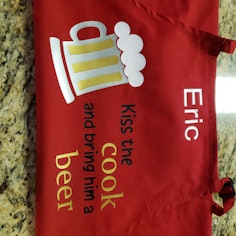 Eric
Kiss the
cook
and bring him a
beer